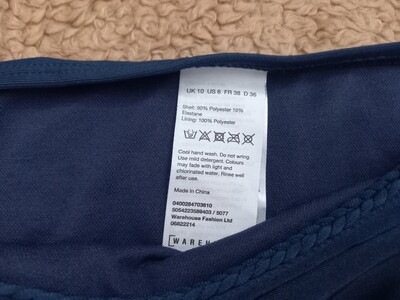 UK 10 US 6 FR 38 D 36
Shell: 90% Polyester 10%
Elastane
Lining: 100% Polyester
Cool hand wash. Do not wring.
Use mild detergent. Colours
may fade with light and
chlorinated water. Rinse well
after use.
Made in China
0400284703610
5054223589403 / 5077
Warehouse Fashion Ltd
06822214
WAREH